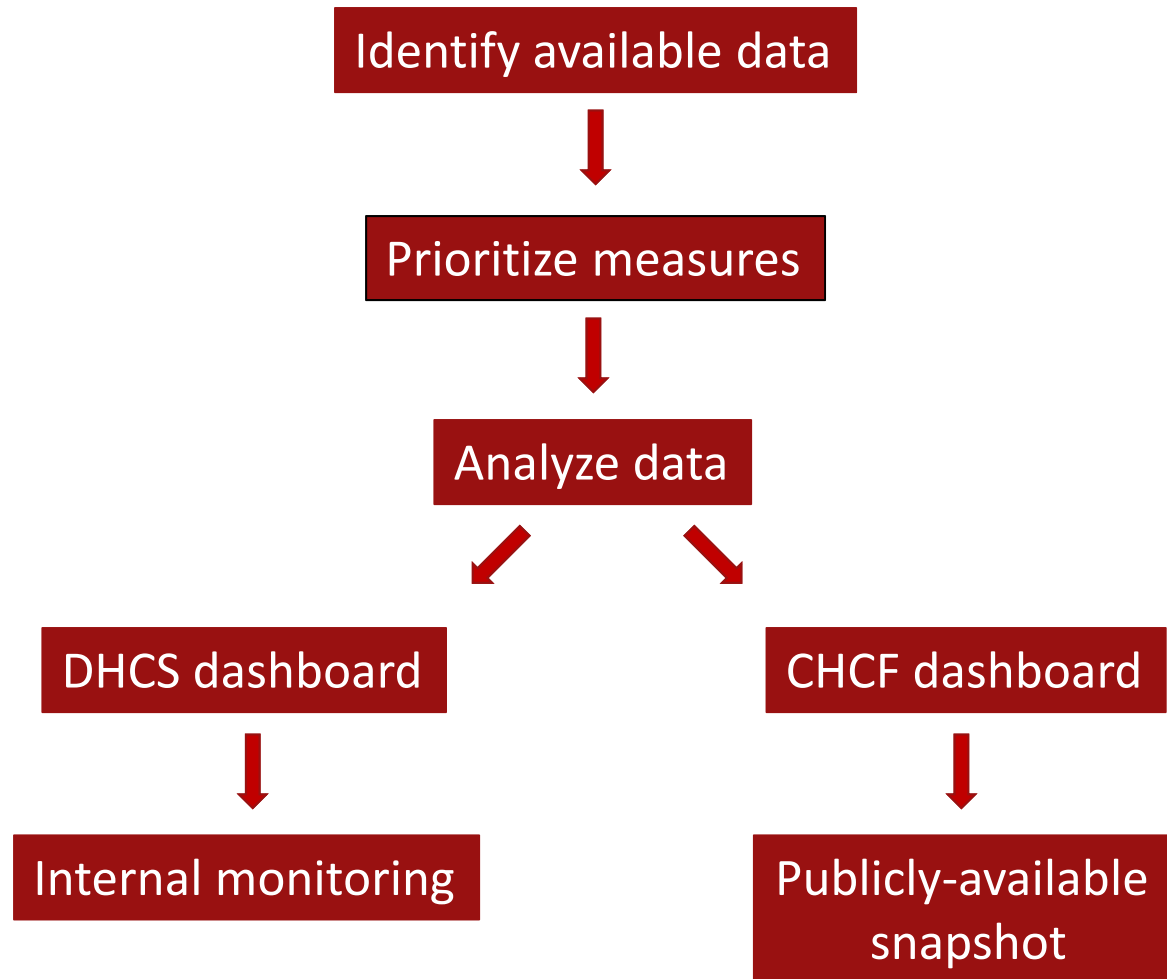 Identify available data
Prioritize measures
Analyze data
DHCS dashboard
CHCF dashboard
Internal monitoring
Publicly-available
snapshot